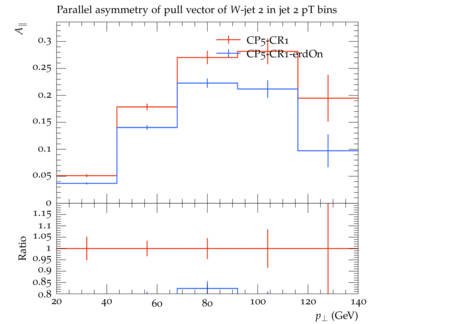 Parallel asymmetry of pull vector of W-jet 2 in jet 2 pT bins
A∥
CP5-CR1
CP5-CR1-erdOn
0.3
0.25
0.2
0.15
0.1
0.05
0
Ratio
1.15
1.1
1.05
1
0.95
0.9
0.85
0.8
20 40 60 80 100 120 140
p⊥ (GeV)